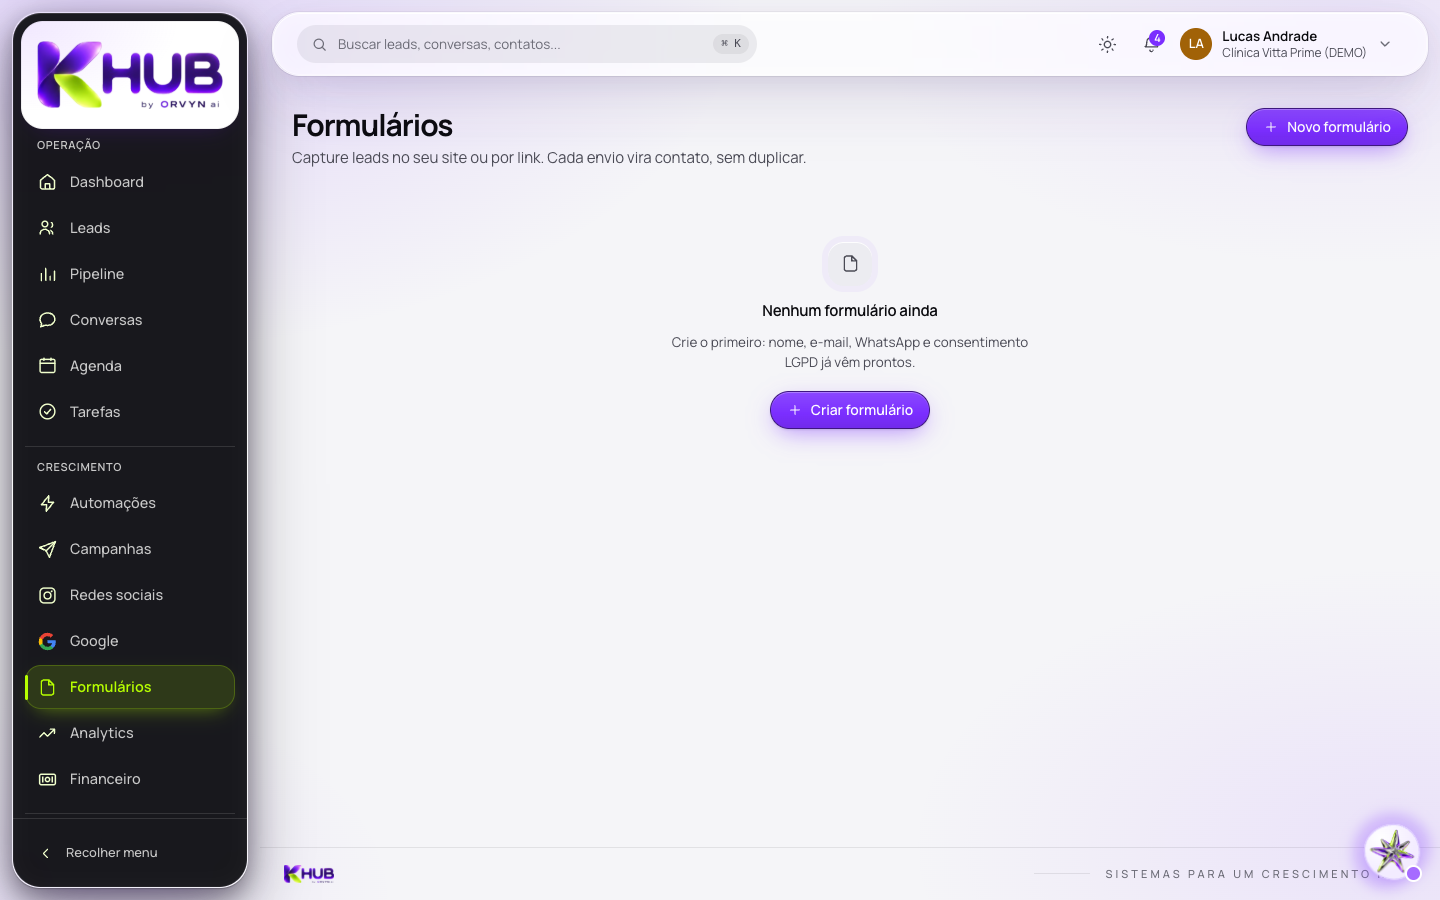 KHUB
by ORVYN ai
OPERAÇÃO
Dashboard
Leads
Pipeline
Conversas
Agenda
Tarefas
CRESCIMENTO
Automações
Campanhas
Redes sociais
Google
Formulários
Analytics
Financeiro
Recolher menu
Buscar leads, conversas, contatos...
⌘ K
4
LA
Lucas Andrade
Clínica Vitta Prime (DEMO)
Formulários
Capture leads no seu site ou por link. Cada envio vira contato, sem duplicar.
Novo formulário
Nenhum formulário ainda
Crie o primeiro: nome, e-mail, WhatsApp e consentimento
LGPD já vêm prontos.
Criar formulário
KHUB
SISTEMAS PARA UM CRESCIMENTO